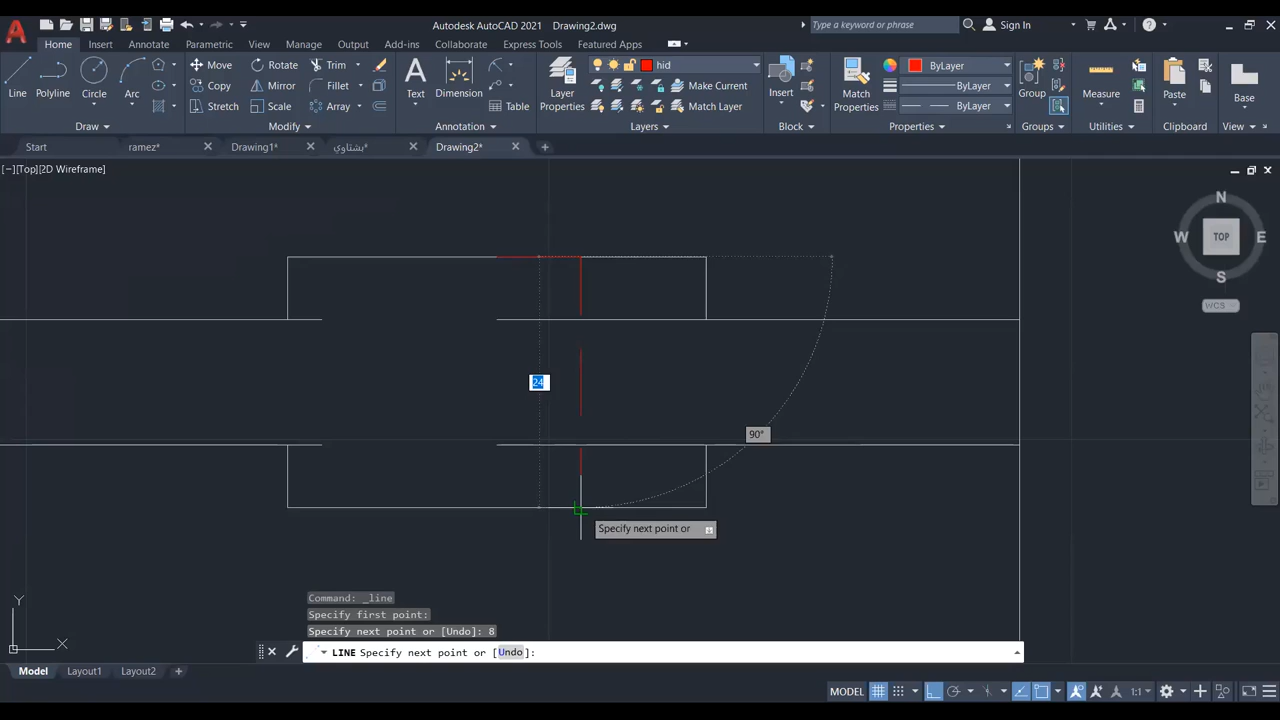 Autodesk AutoCAD 2021 Drawing2.dwg
Type a keyword or phrase
Sign In
Home Insert Annotate Parametric View Manage Output Add-ins Collaborate Express Tools Featured Apps
Line Polyline Circle Arc
Move Rotate Trim
Copy Mirror Fillet
Stretch Scale Array
Text Dimension Table
Layer Properties
hid
Make Current
Match Layer
Insert
Match Properties
ByLayer
ByLayer
ByLayer
Group
Measure
Paste
Base
Draw Modify Annotation Layers Block Properties Groups Utilities Clipboard View
Start ramez* Drawing1* بشتاوي* Drawing2*
[−][Top][2D Wireframe]
N
W TOP E
S
WCS
24
90°
Specify next point or
Y
X
Command: _line
Specify first point:
Specify next point or [Undo]: 8
LINE Specify next point or [Undo]:
Model Layout1 Layout2
MODEL 1:1